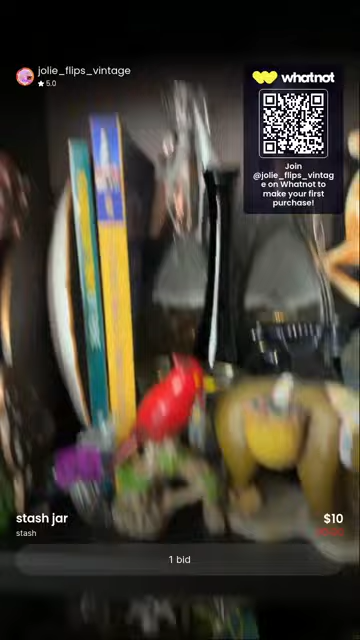 jolie_flips_vintage
★ 5.0
whatnot
Join
@jolie_flips_vintag
e on Whatnot to
make your first
purchase!
stash jar
$10
stash
1 bid